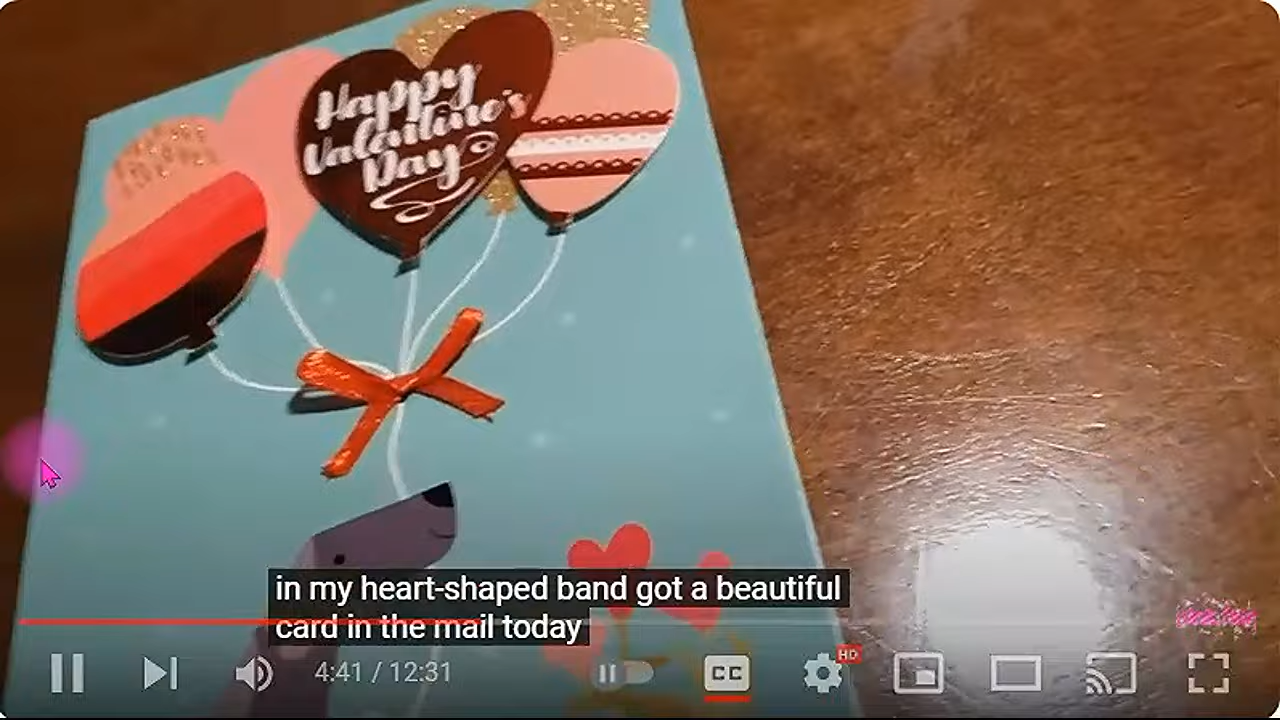 Happy
Valentine's
Day
in my heart-shaped band got a beautiful
card in the mail today
4:41 / 12:31
CC
HD